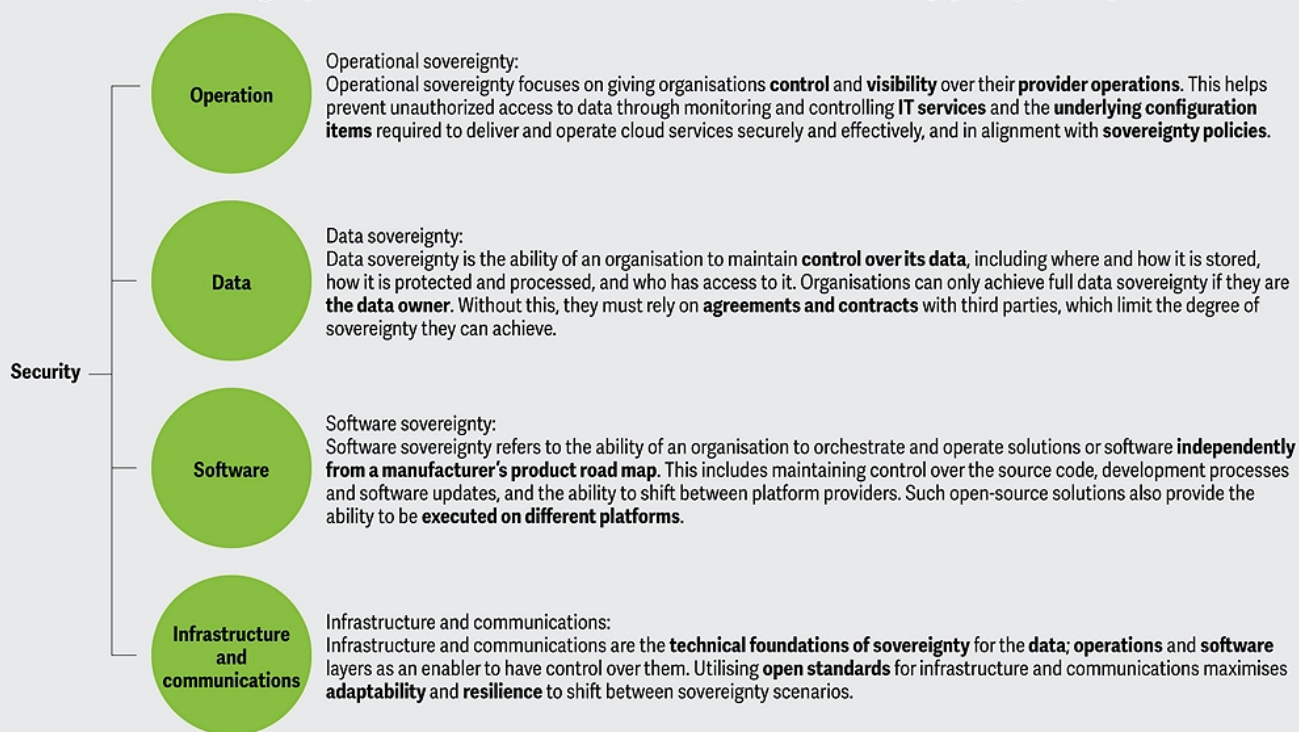 Operation
Operational sovereignty:
Operational sovereignty focuses on giving organisations control and visibility over their provider operations. This helps
prevent unauthorized access to data through monitoring and controlling IT services and the underlying configuration
items required to deliver and operate cloud services securely and effectively, and in alignment with sovereignty policies.
Data
Data sovereignty:
Data sovereignty is the ability of an organisation to maintain control over its data, including where and how it is stored,
how it is protected and processed, and who has access to it. Organisations can only achieve full data sovereignty if they are
the data owner. Without this, they must rely on agreements and contracts with third parties, which limit the degree of
sovereignty they can achieve.
Security
Software
Software sovereignty:
Software sovereignty refers to the ability of an organisation to orchestrate and operate solutions or software independently
from a manufacturer's product road map. This includes maintaining control over the source code, development processes
and software updates, and the ability to shift between platform providers. Such open-source solutions also provide the
ability to be executed on different platforms.
Infrastructure
and
communications
Infrastructure and communications:
Infrastructure and communications are the technical foundations of sovereignty for the data; operations and software
layers as an enabler to have control over them. Utilising open standards for infrastructure and communications maximises
adaptability and resilience to shift between sovereignty scenarios.